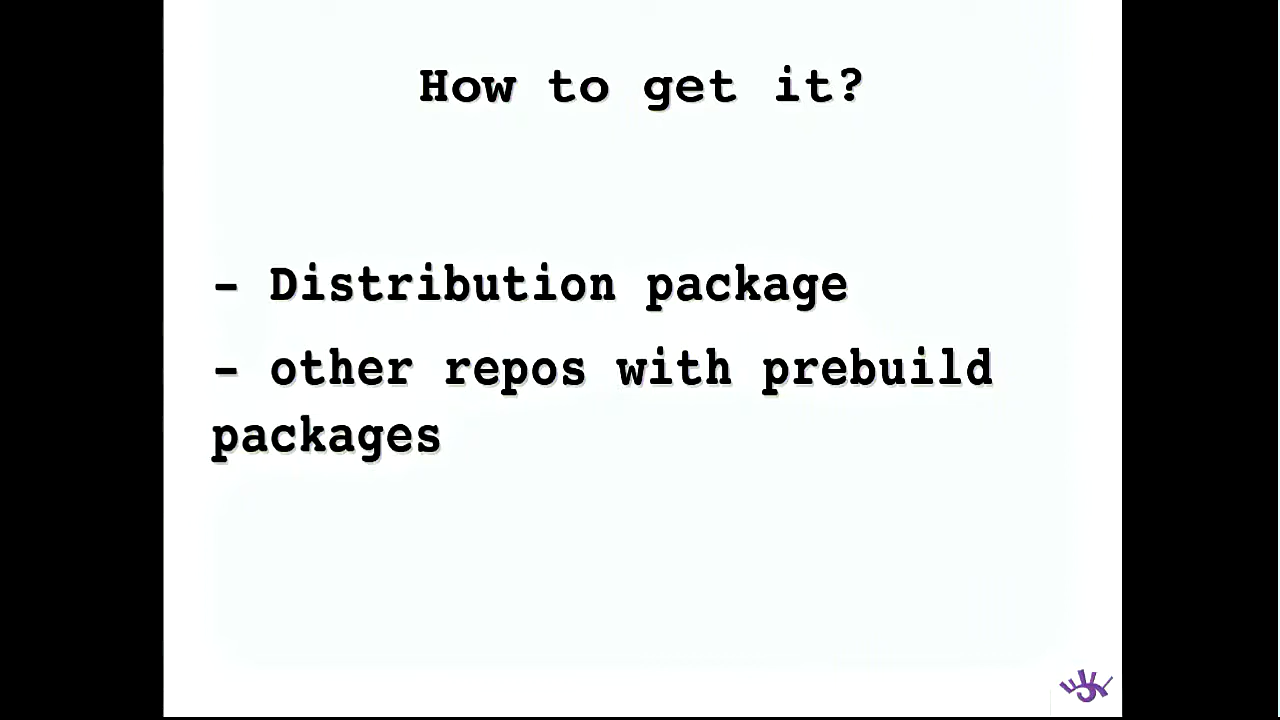 How to get it?
- Distribution package
- other repos with prebuild
packages